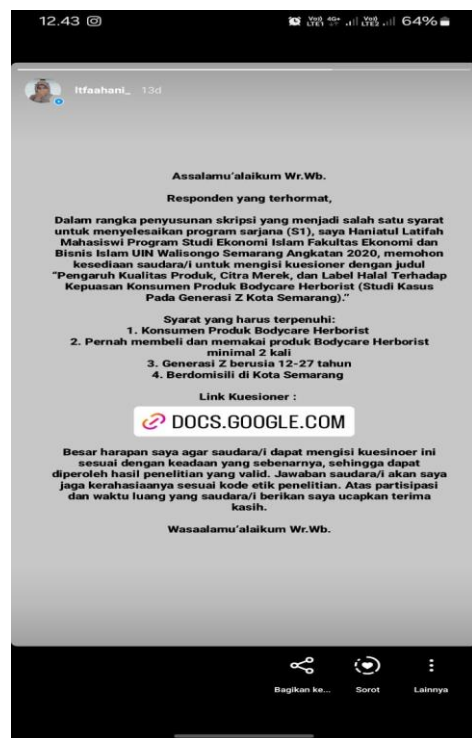 12.43
64%
ltfaahani_ 13d
Assalamu'alaikum Wr.Wb.
Responden yang terhormat,
Dalam rangka penyusunan skripsi yang menjadi salah satu syarat
untuk menyelesaikan program sarjana (S1), saya Haniatul Latifah
Mahasiswi Program Studi Ekonomi Islam Fakultas Ekonomi dan
Bisnis Islam UIN Walisongo Semarang Angkatan 2020, memohon
kesediaan saudara/i untuk mengisi kuesioner dengan judul
"Pengaruh Kualitas Produk, Citra Merek, dan Label Halal Terhadap
Kepuasan Konsumen Produk Bodycare Herborist (Studi Kasus
Pada Generasi Z Kota Semarang)."
Syarat yang harus terpenuhi:
1. Konsumen Produk Bodycare Herborist
2. Pernah membeli dan memakai produk Bodycare Herborist
minimal 2 kali
3. Generasi Z berusia 12-27 tahun
4. Berdomisili di Kota Semarang
Link Kuesioner :
DOCS.GOOGLE.COM
Besar harapan saya agar saudara/i dapat mengisi kuesinoer ini
sesuai dengan keadaan yang sebenarnya, sehingga dapat
diperoleh hasil penelitian yang valid. Jawaban saudara/i akan saya
jaga kerahasiaanya sesuai kode etik penelitian. Atas partisipasi
dan waktu luang yang saudara/i berikan saya ucapkan terima
kasih.
Wasaalamu'alaikum Wr.Wb.
Bagikan ke... Sorot Lainnya